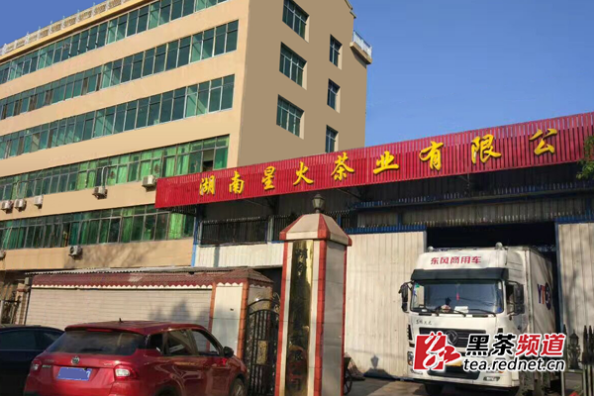 湖南星火茶业有限公
东风商用车
红
黑茶频道
tea.rednet.cn